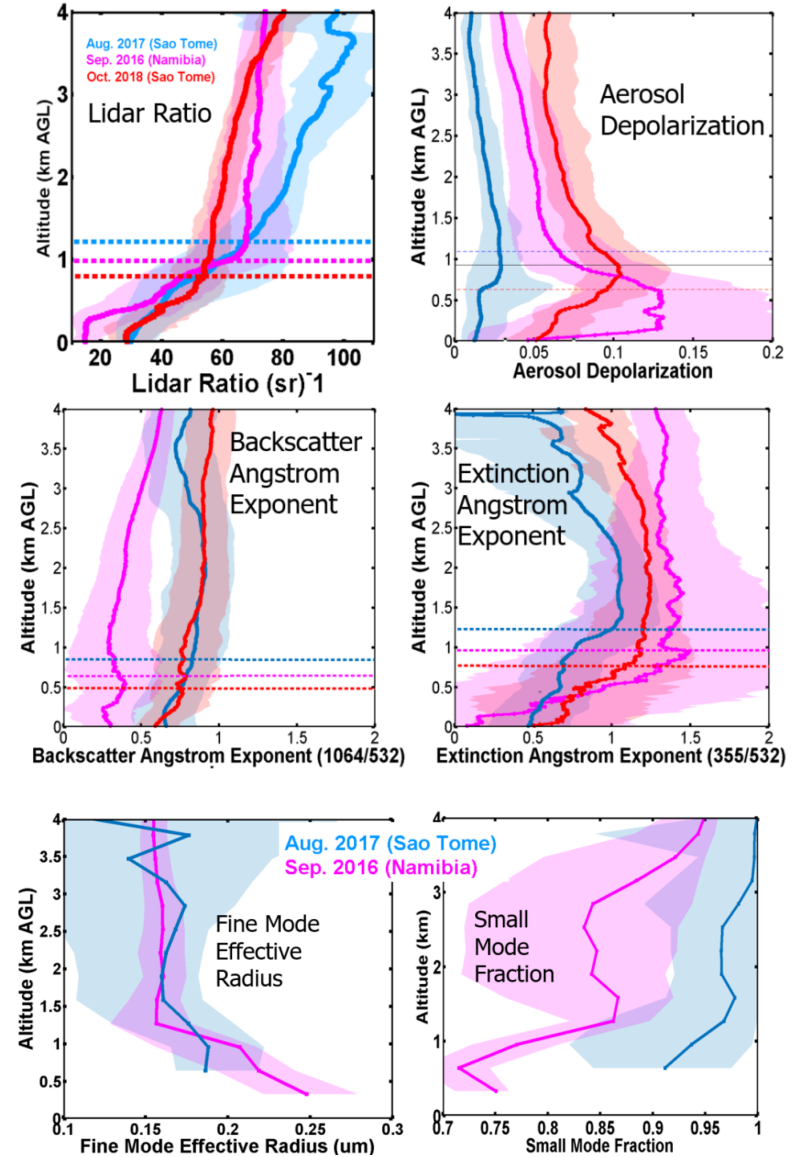 4
3
2
1
0
Altitude (km AGL)
Aug. 2017 (Sao Tome)
Sep. 2016 (Namibia)
Oct. 2018 (Sao Tome)
Lidar Ratio
20 40 60 80 100
Lidar Ratio (sr)-1
4
3.5
3
2.5
2
1.5
1
0.5
0
Altitude (km AGL)
Aerosol
Depolarization
0 0.05 0.1 0.15 0.2
Aerosol Depolarization
4
3.5
3
2.5
2
1.5
1
0.5
0
Altitude (km AGL)
Backscatter
Angstrom
Exponent
0 0.5 1 1.5 2
Backscatter Angstrom Exponent (1064/532)
4
3.5
3
2.5
2
1.5
1
0.5
0
Altitude (km AGL)
Extinction
Angstrom
Exponent
0 0.5 1 1.5 2
Extinction Angstrom Exponent (355/532)
Aug. 2017 (Sao Tome)
Sep. 2016 (Namibia)
4
3.5
3
2.5
2
1.5
1
0.5
0
Altitude (km AGL)
Fine Mode
Effective
Radius
0.1 0.15 0.2 0.25 0.3
Fine Mode Effective Radius (um)
4
3
2
1
0
Altitude (km)
Small
Mode
Fraction
0.7 0.75 0.8 0.85 0.9 0.95 1
Small Mode Fraction